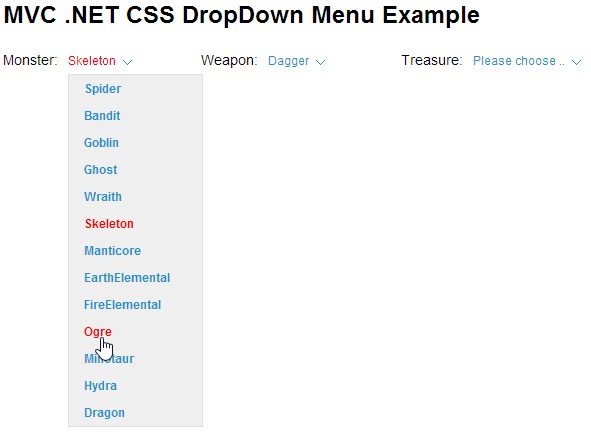 MVC .NET CSS DropDown Menu Example
Monster: Skeleton Weapon: Dagger Treasure: Please choose ..
Spider
Bandit
Goblin
Ghost
Wraith
Skeleton
Manticore
EarthElemental
FireElemental
Ogre
Minotaur
Hydra
Dragon